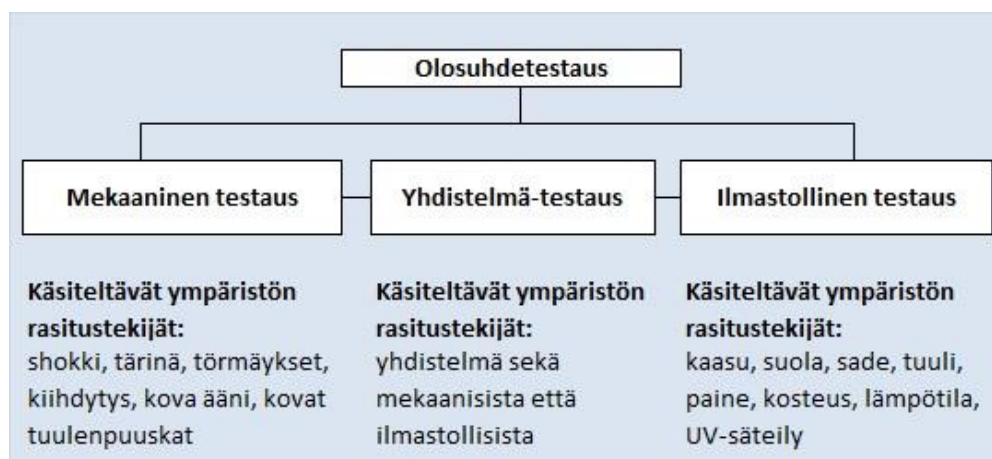 Olosuhdetestaus
Mekaaninen testaus
Yhdistelmä-testaus
Ilmastollinen testaus
Käsiteltävät ympäristön
rasitustekijät:
shokki, tärinä, törmäykset,
kiihdytys, kova ääni, kovat
tuulenpuuskat
Käsiteltävät ympäristön
rasitustekijät:
yhdistelmä sekä
mekaanisista että
ilmastollisista
Käsiteltävät ympäristön
rasitustekijät:
kaasu, suola, sade, tuuli,
paine, kosteus, lämpötila,
UV-säteily